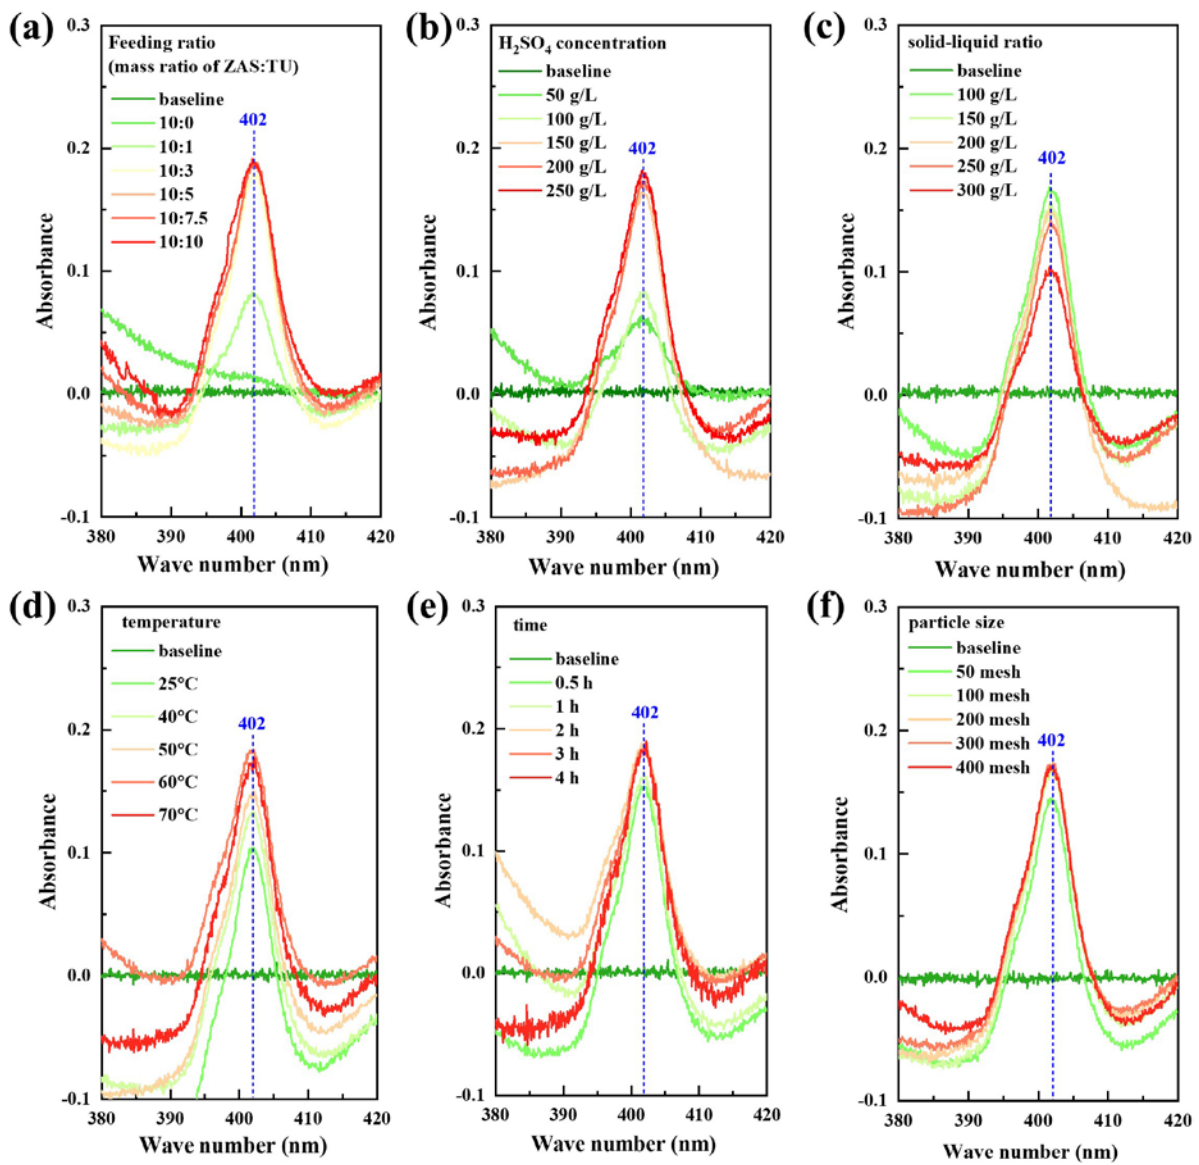 (a)
Feeding ratio
(mass ratio of ZAS:TU)
baseline
10:0
10:1
10:3
10:5
10:7.5
10:10
402
0.3
0.2
0.1
0.0
-0.1
Absorbance
380 390 400 410 420
Wave number (nm)
(b)
H₂SO₄ concentration
baseline
50 g/L
100 g/L
150 g/L
200 g/L
250 g/L
402
0.3
0.2
0.1
0.0
-0.1
Absorbance
380 390 400 410 420
Wave number (nm)
(c)
solid-liquid ratio
baseline
100 g/L
150 g/L
200 g/L
250 g/L
300 g/L
402
0.3
0.2
0.1
0.0
-0.1
Absorbance
380 390 400 410 420
Wave number (nm)
(d)
temperature
baseline
25°C
40°C
50°C
60°C
70°C
402
0.3
0.2
0.1
0.0
-0.1
Absorbance
380 390 400 410 420
Wave number (nm)
(e)
time
baseline
0.5 h
1 h
2 h
3 h
4 h
402
0.3
0.2
0.1
0.0
-0.1
Absorbance
380 390 400 410 420
Wave number (nm)
(f)
particle size
baseline
50 mesh
100 mesh
200 mesh
300 mesh
400 mesh
402
0.3
0.2
0.1
0.0
-0.1
Absorbance
380 390 400 410 420
Wave number (nm)